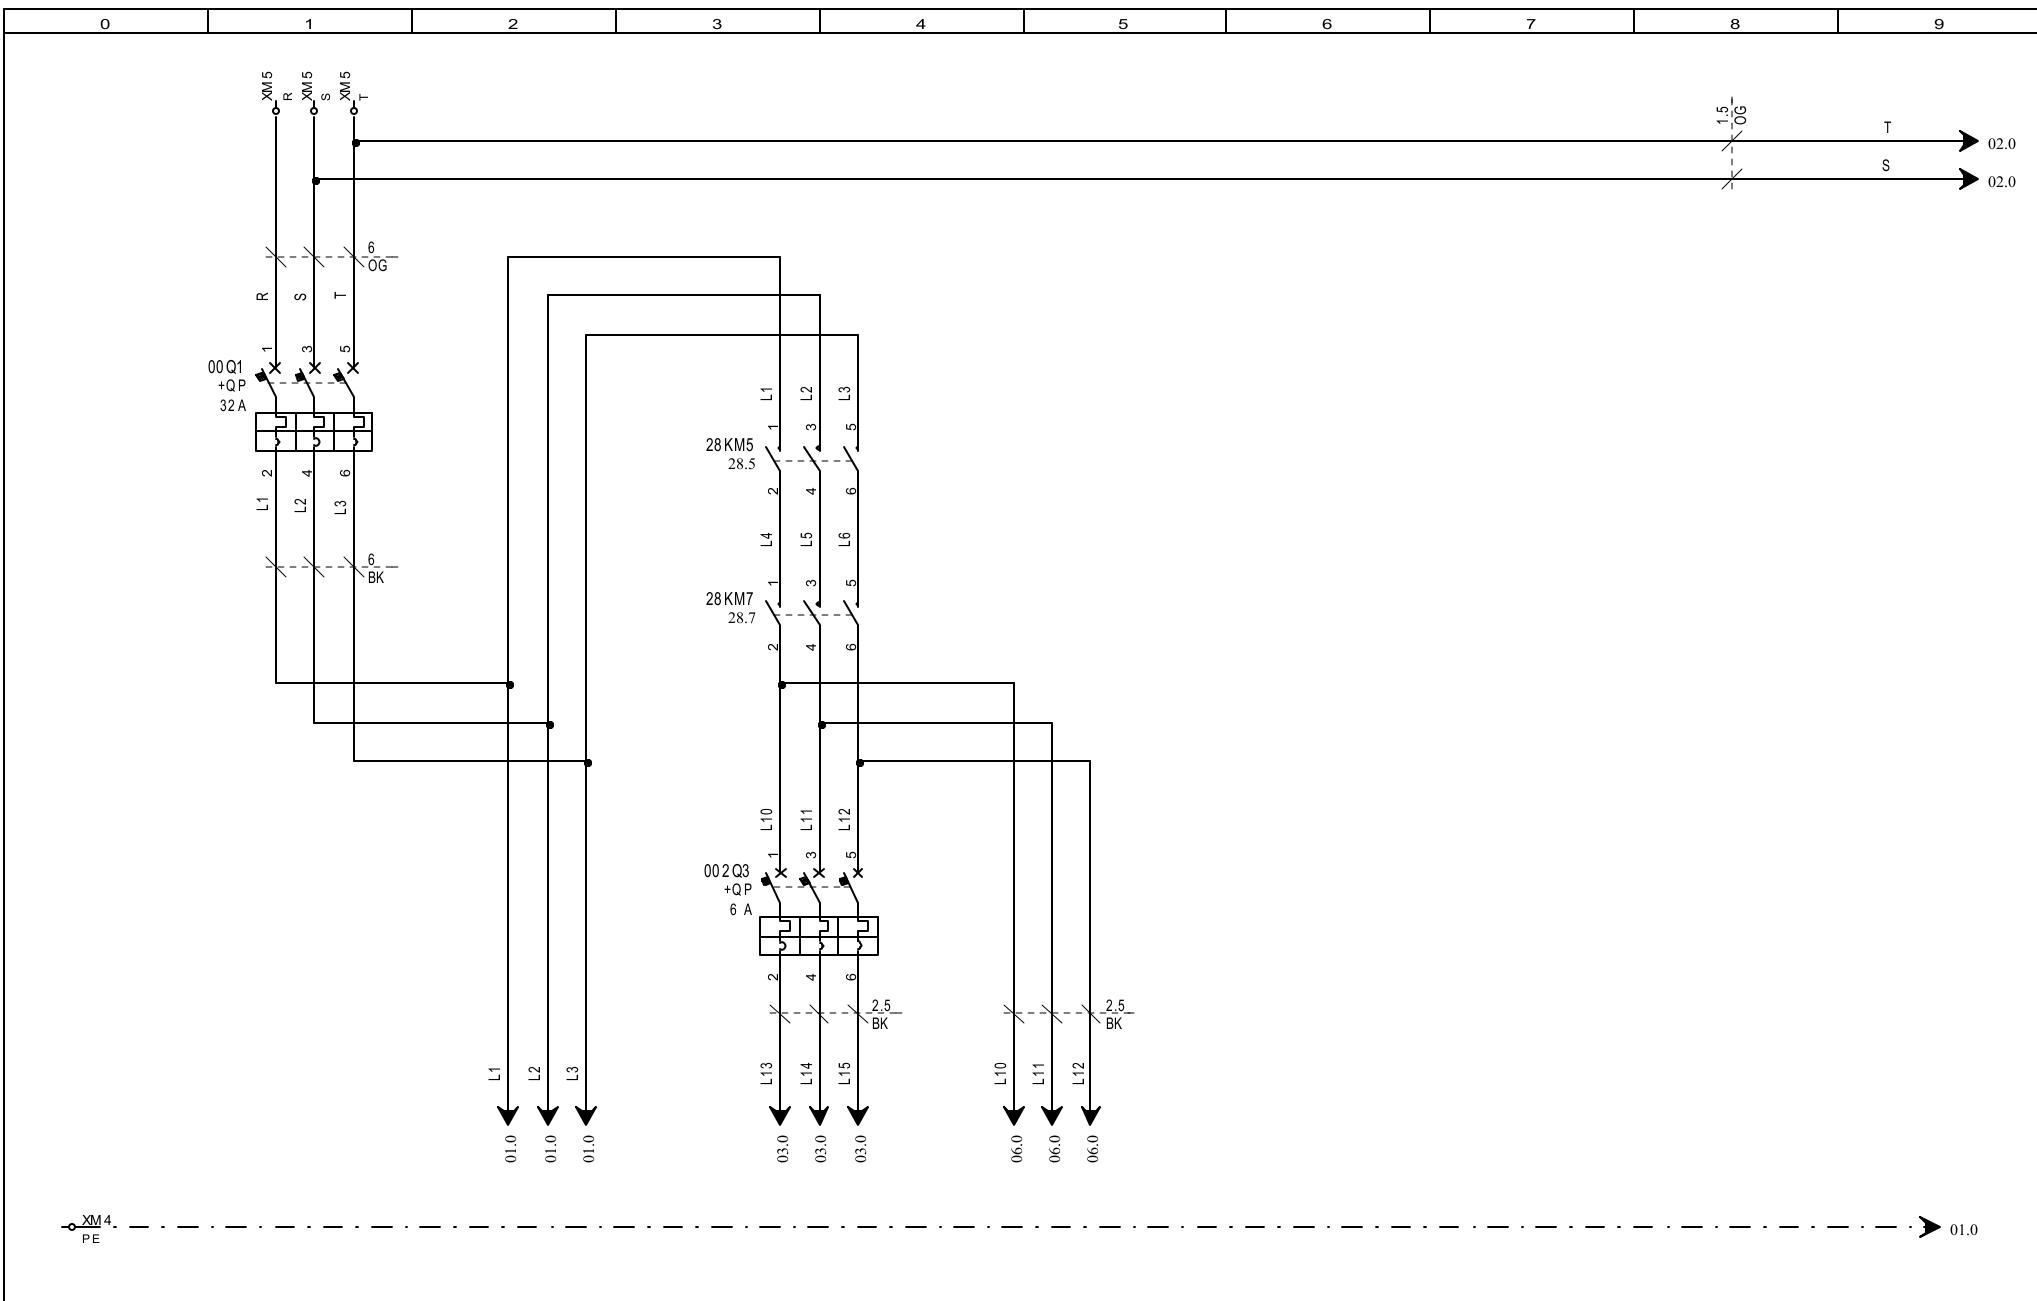 0 1 2 3 4 5 6 7 8 9
XM5 XM5 XM5
R S T
1.5
OG
T
02.0
S
02.0
6
OG
R S T
1 3 5
00Q1
+QP
32A
2 4 6
L1 L2 L3
6
BK
L1 L2 L3
1 3 5
28KM5
28.5
2 4 6
L4 L5 L6
1 3 5
28KM7
28.7
2 4 6
L10 L11 L12
1 3 5
002Q3
+QP
6 A
2 4 6
2.5
BK
2.5
BK
L1 L2 L3
L13 L14 L15
L10 L11 L12
01.0 01.0 01.0
03.0 03.0 03.0
06.0 06.0 06.0
XM4
PE
01.0